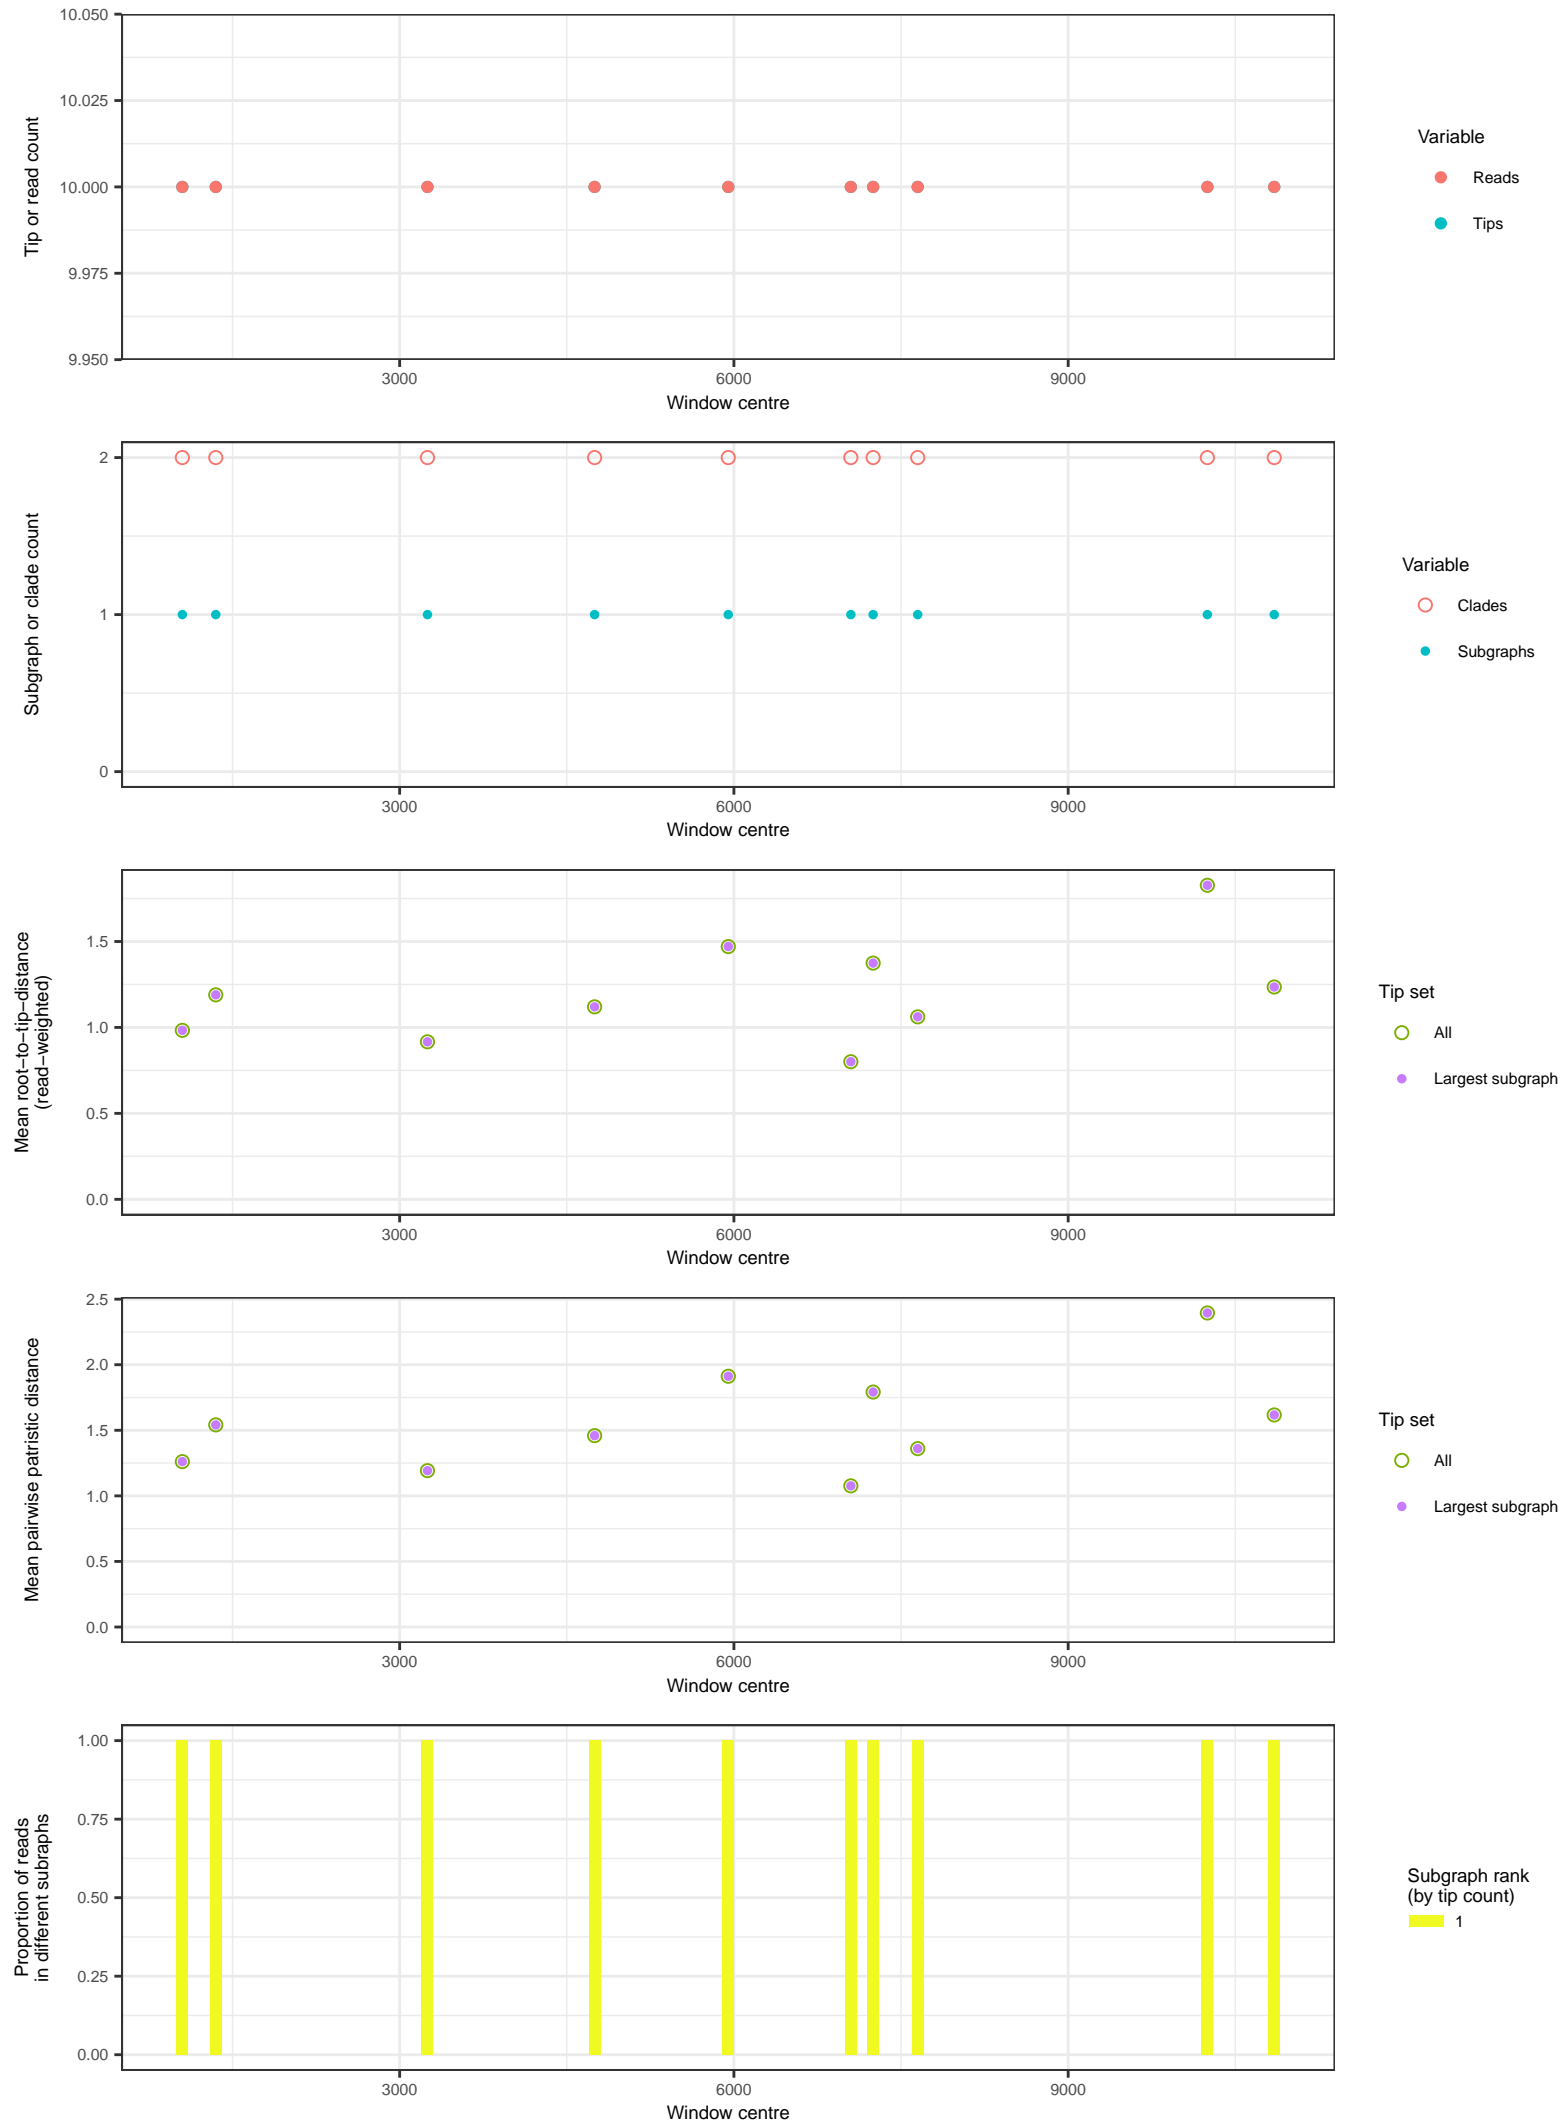 10.050
10.025
10.000
9.975
9.950
Tip or read count
3000 6000 9000
Window centre
Variable
Reads
Tips
2
1
0
Subgraph or clade count
3000 6000 9000
Window centre
Variable
Clades
Subgraphs
1.5
1.0
0.5
0.0
Mean root−to−tip−distance
(read−weighted)
3000 6000 9000
Window centre
Tip set
All
Largest subgraph
2.5
2.0
1.5
1.0
0.5
0.0
Mean pairwise patristic distance
3000 6000 9000
Window centre
Tip set
All
Largest subgraph
1.00
0.75
0.50
0.25
0.00
Proportion of reads
in different subraphs
3000 6000 9000
Window centre
Subgraph rank
(by tip count)
1